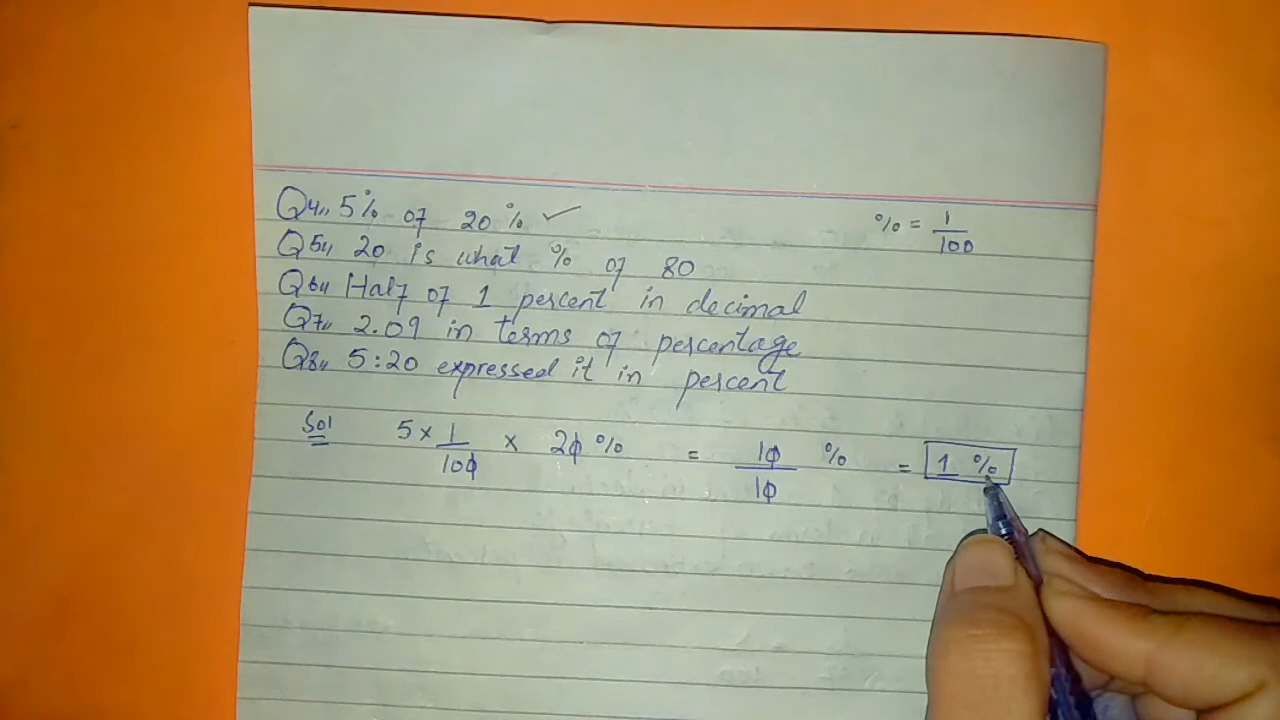 Q4,, 5% of 20% ✓
% = 1/100
Q5,, 20 is what % of 80
Q6,, Half of 1 percent in decimal
Q7,, 2.09 in terms of percentage
Q8,, 5:20 expressed it in percent
Sol 5 × 1/100 × 20 % = 10/10 % = 1 %